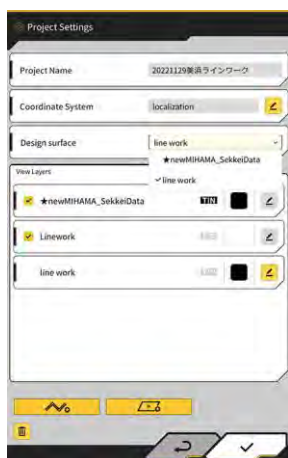 Project Settings
Project Name
20221129美浜ラインワーク
Coordinate System
localization
Design surface
line work
★newMIHAMA_SekkeiData
line work
View Layers
★newMIHAMA_SekkeiData
TIN
Linework
line work